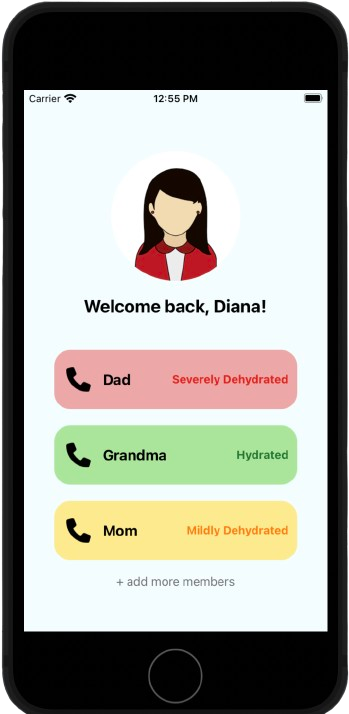 Carrier 12:55 PM
Welcome back, Diana!
Dad Severely Dehydrated
Grandma Hydrated
Mom Mildly Dehydrated
+ add more members